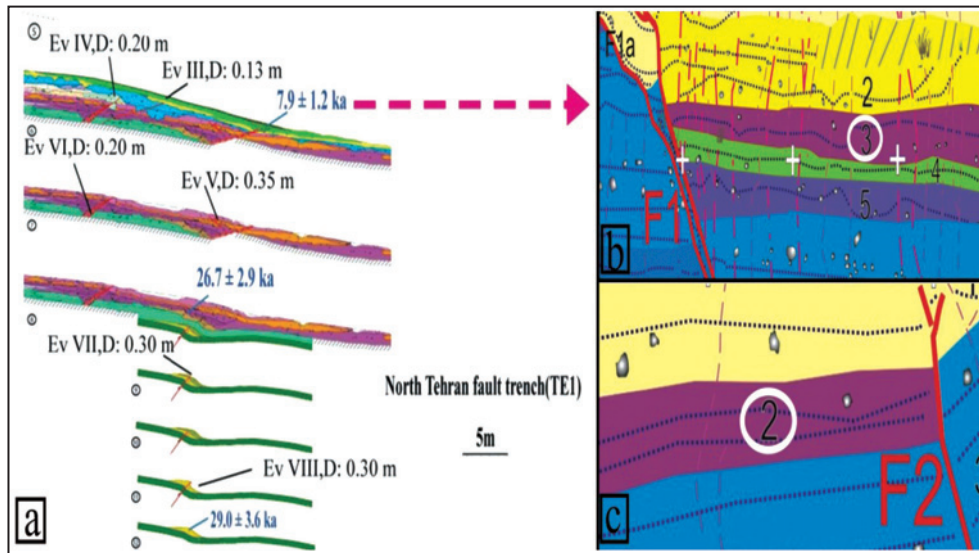 5
Ev IV,D: 0.20 m
Ev III,D: 0.13 m
7.9 ± 1.2 ka
Ev VI,D: 0.20 m
Ev V,D: 0.35 m
26.7 ± 2.9 ka
Ev VII,D: 0.30 m
North Tehran fault trench(TE1)
5m
Ev VIII,D: 0.30 m
29.0 ± 3.6 ka
a
F1a
2
3
4
5
F1
b
2
F2
3
c